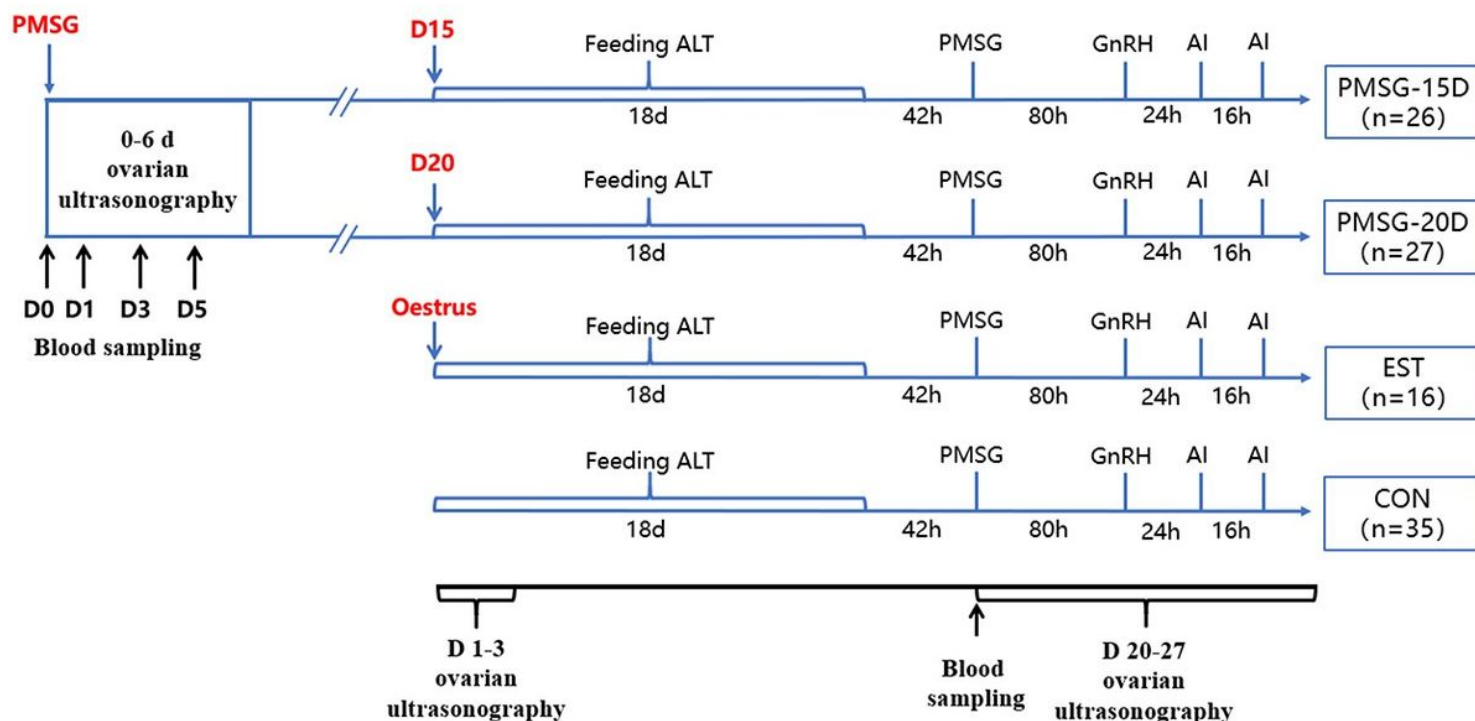 PMSG
0-6 d
ovarian
ultrasonography
D0 D1 D3 D5
Blood sampling
D15
Feeding ALT
PMSG
GnRH
AI
AI
18d
42h
80h
24h
16h
PMSG-15D
(n=26)
D20
Feeding ALT
PMSG
GnRH
AI
AI
18d
42h
80h
24h
16h
PMSG-20D
(n=27)
Oestrus
Feeding ALT
PMSG
GnRH
AI
AI
18d
42h
80h
24h
16h
EST
(n=16)
Feeding ALT
PMSG
GnRH
AI
AI
18d
42h
80h
24h
16h
CON
(n=35)
D 1-3
ovarian
ultrasonography
Blood
sampling
D 20-27
ovarian
ultrasonography